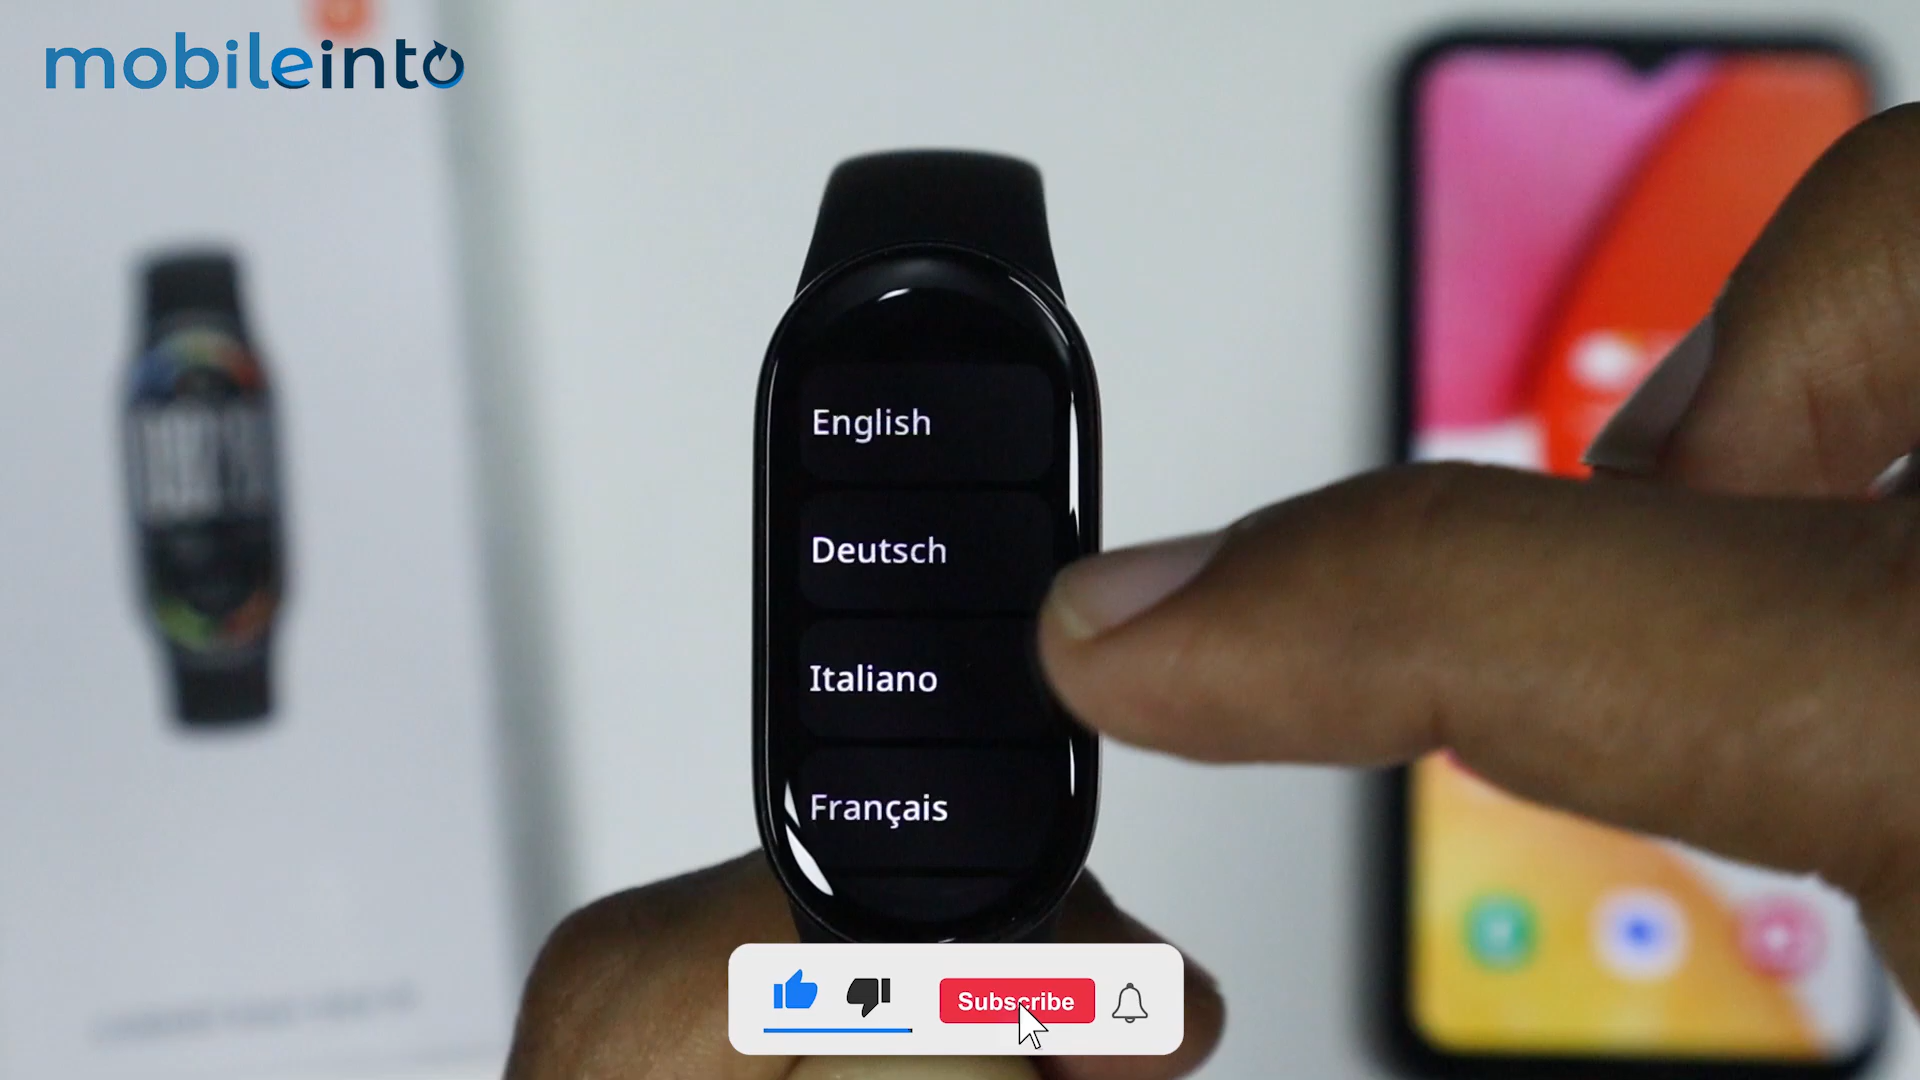 mobileinto
English
Deutsch
Italiano
Français
Subscribe